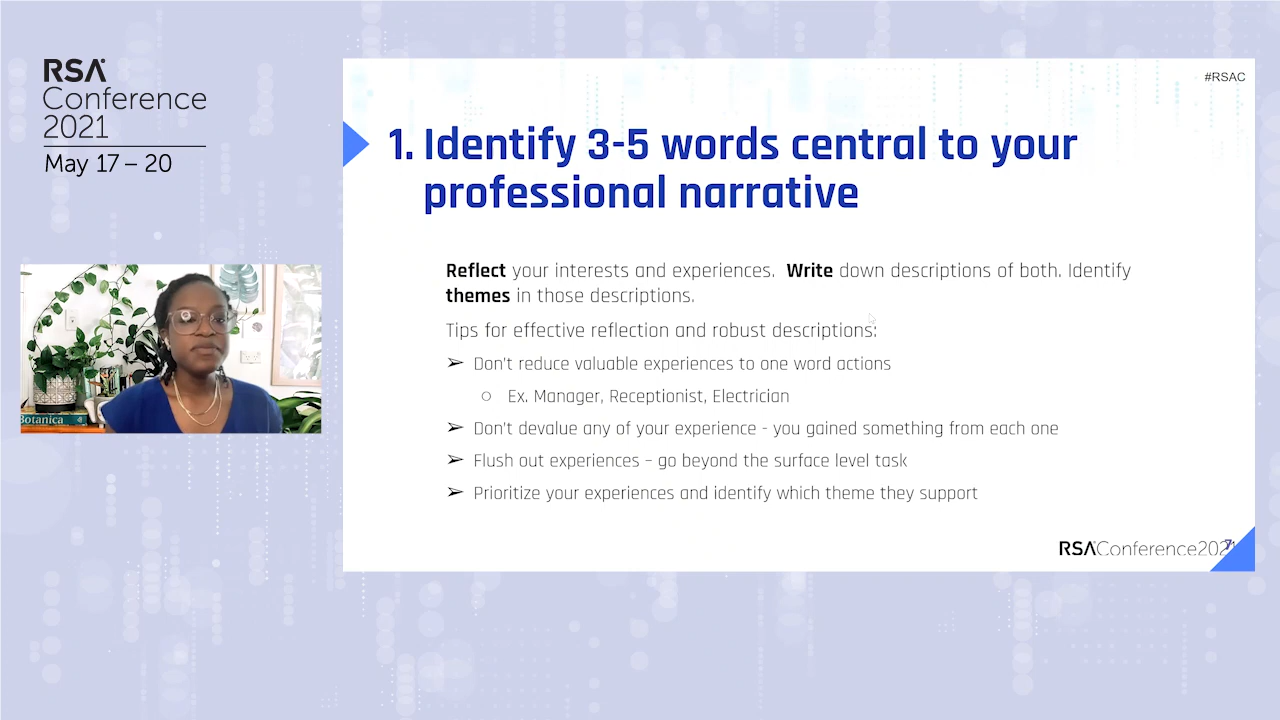 RSA
Conference
2021
May 17 – 20
Botanica
#RSAC
1. Identify 3-5 words central to your
professional narrative
Reflect your interests and experiences. Write down descriptions of both. Identify
themes in those descriptions.
Tips for effective reflection and robust descriptions:
➢ Don't reduce valuable experiences to one word actions
○ Ex. Manager, Receptionist, Electrician
➢ Don't devalue any of your experience - you gained something from each one
➢ Flush out experiences – go beyond the surface level task
➢ Prioritize your experiences and identify which theme they support
RSAConference2021
7